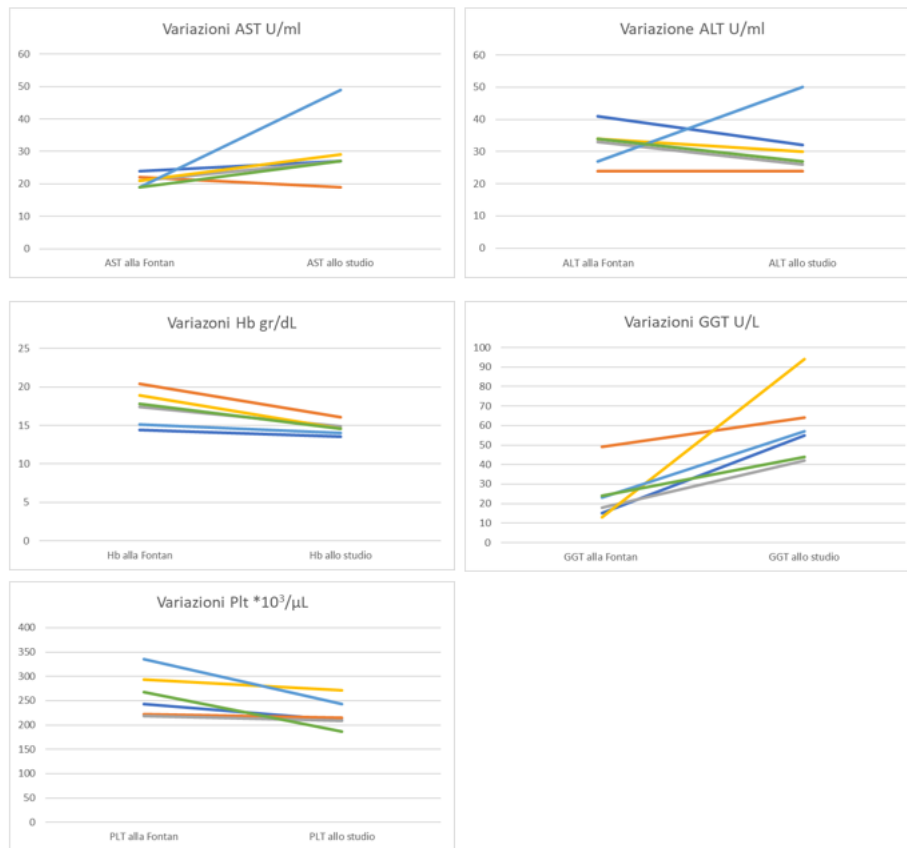 Variazioni AST U/ml
60
50
40
30
20
10
0
AST alla Fontan
AST allo studio
Variazione ALT U/ml
60
50
40
30
20
10
0
ALT alla Fontan
ALT allo studio
Variazoni Hb gr/dL
25
20
15
10
5
0
Hb alla Fontan
Hb allo studio
Variazioni GGT U/L
100
90
80
70
60
50
40
30
20
10
0
GGT alla Fontan
GGT allo studio
Variazioni Plt *10³/µL
400
350
300
250
200
150
100
50
0
PLT alla Fontan
PLT allo studio